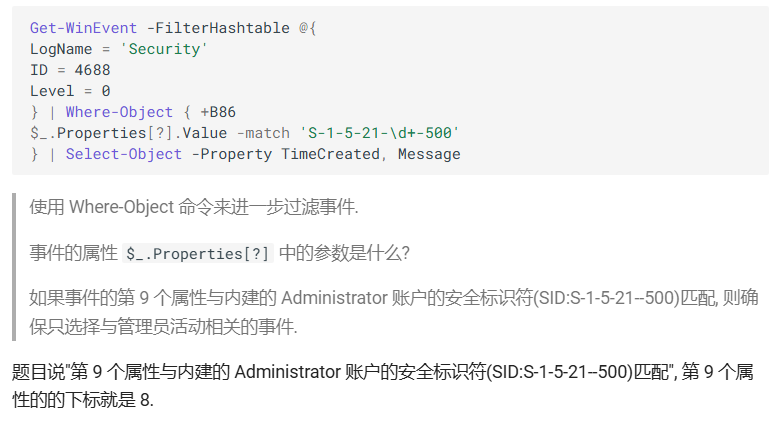 Get-WinEvent -FilterHashtable @{
LogName = 'Security'
ID = 4688
Level = 0
} | Where-Object { +B86
$_.Properties[?].Value -match 'S-1-5-21-\d+-500'
} | Select-Object -Property TimeCreated, Message
使用 Where-Object 命令来进一步过滤事件.
事件的属性 $_.Properties[?] 中的参数是什么?
如果事件的第 9 个属性与内建的 Administrator 账户的安全标识符(SID:S-1-5-21--500)匹配, 则确
保只选择与管理员活动相关的事件.
题目说"第 9 个属性与内建的 Administrator 账户的安全标识符(SID:S-1-5-21--500)匹配", 第 9 个属
性的的下标就是 8.